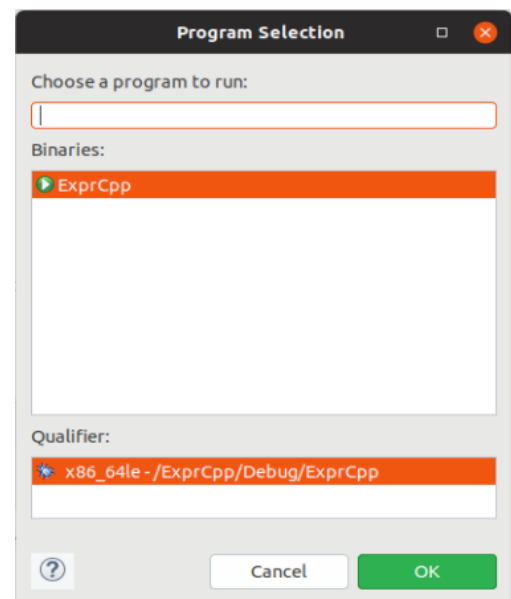 Program Selection
Choose a program to run:
Binaries:
ExprCpp
Qualifier:
x86_64le - /ExprCpp/Debug/ExprCpp
?
Cancel
OK